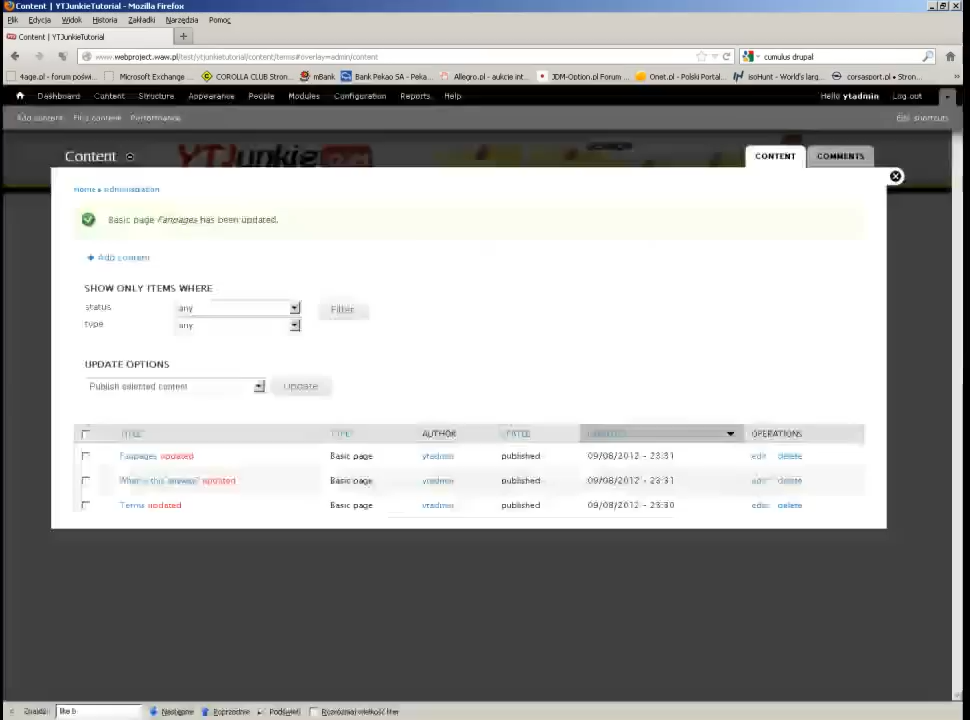 Content | YTJunkieTutorial - Mozilla Firefox
Plik Edycja Widok Historia Zakładki Narzędzia Pomoc
Content | YTJunkieTutorial
www.webproject.waw.pl/test/ytjunkietutorial/content/terms#overlay=admin/content
cumulus drupal
4age.pl - forum poświ... Microsoft Exchange ... COROLLA CLUB Stron... mBank Bank Pekao SA - Peka... Allegro.pl - aukcje int... JDM-Option.pl Forum ... Onet.pl - Polski Portal... isoHunt - World's larg... corsasport.pl • Stron...
Dashboard Content Structure Appearance People Modules Configuration Reports Help Hello ytadmin Log out
Add content Find content Performance Edit shortcuts
Content YTJunkie CONTENT COMMENTS
Home » Administration
Basic page Fanpages has been updated.
Add content
SHOW ONLY ITEMS WHERE
status any Filter
type any
UPDATE OPTIONS
Publish selected content Update
TITLE TYPE AUTHOR STATUS OPERATIONS
Fanpages updated Basic page ytadmin published 09/08/2012 - 23:31 edit delete
What is this answer? updated Basic page ytadmin published 09/08/2012 - 23:31 edit delete
Terms updated Basic page ytadmin published 09/08/2012 - 23:30 edit delete
Znajdź: like b Następne Poprzednie Podświetl Rozróżniaj wielkość liter